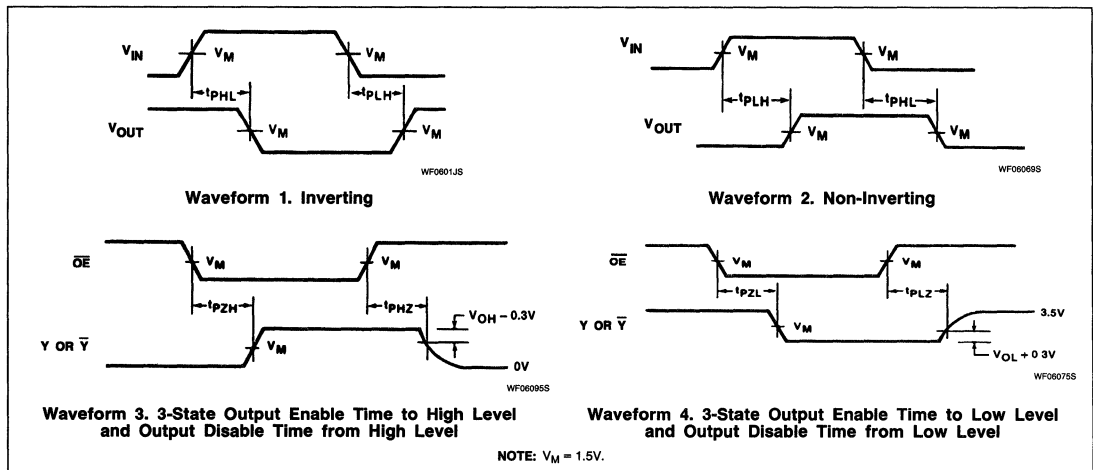 V_IN
V_M
V_M
t_PHL
t_PLH
V_OUT
V_M
V_M
WF0601JS
Waveform 1. Inverting
V_IN
V_M
V_M
t_PLH
t_PHL
V_OUT
V_M
V_M
WF06069S
Waveform 2. Non-Inverting
O̅E̅
V_M
V_M
t_PZH
t_PHZ
V_OH – 0.3V
Y OR Y̅
V_M
0V
WF06095S
Waveform 3. 3-State Output Enable Time to High Level
and Output Disable Time from High Level
O̅E̅
V_M
V_M
t_PZL
t_PLZ
3.5V
Y OR Y̅
V_M
V_OL + 0 3V
WF06075S
Waveform 4. 3-State Output Enable Time to Low Level
and Output Disable Time from Low Level
NOTE: V_M = 1.5V.